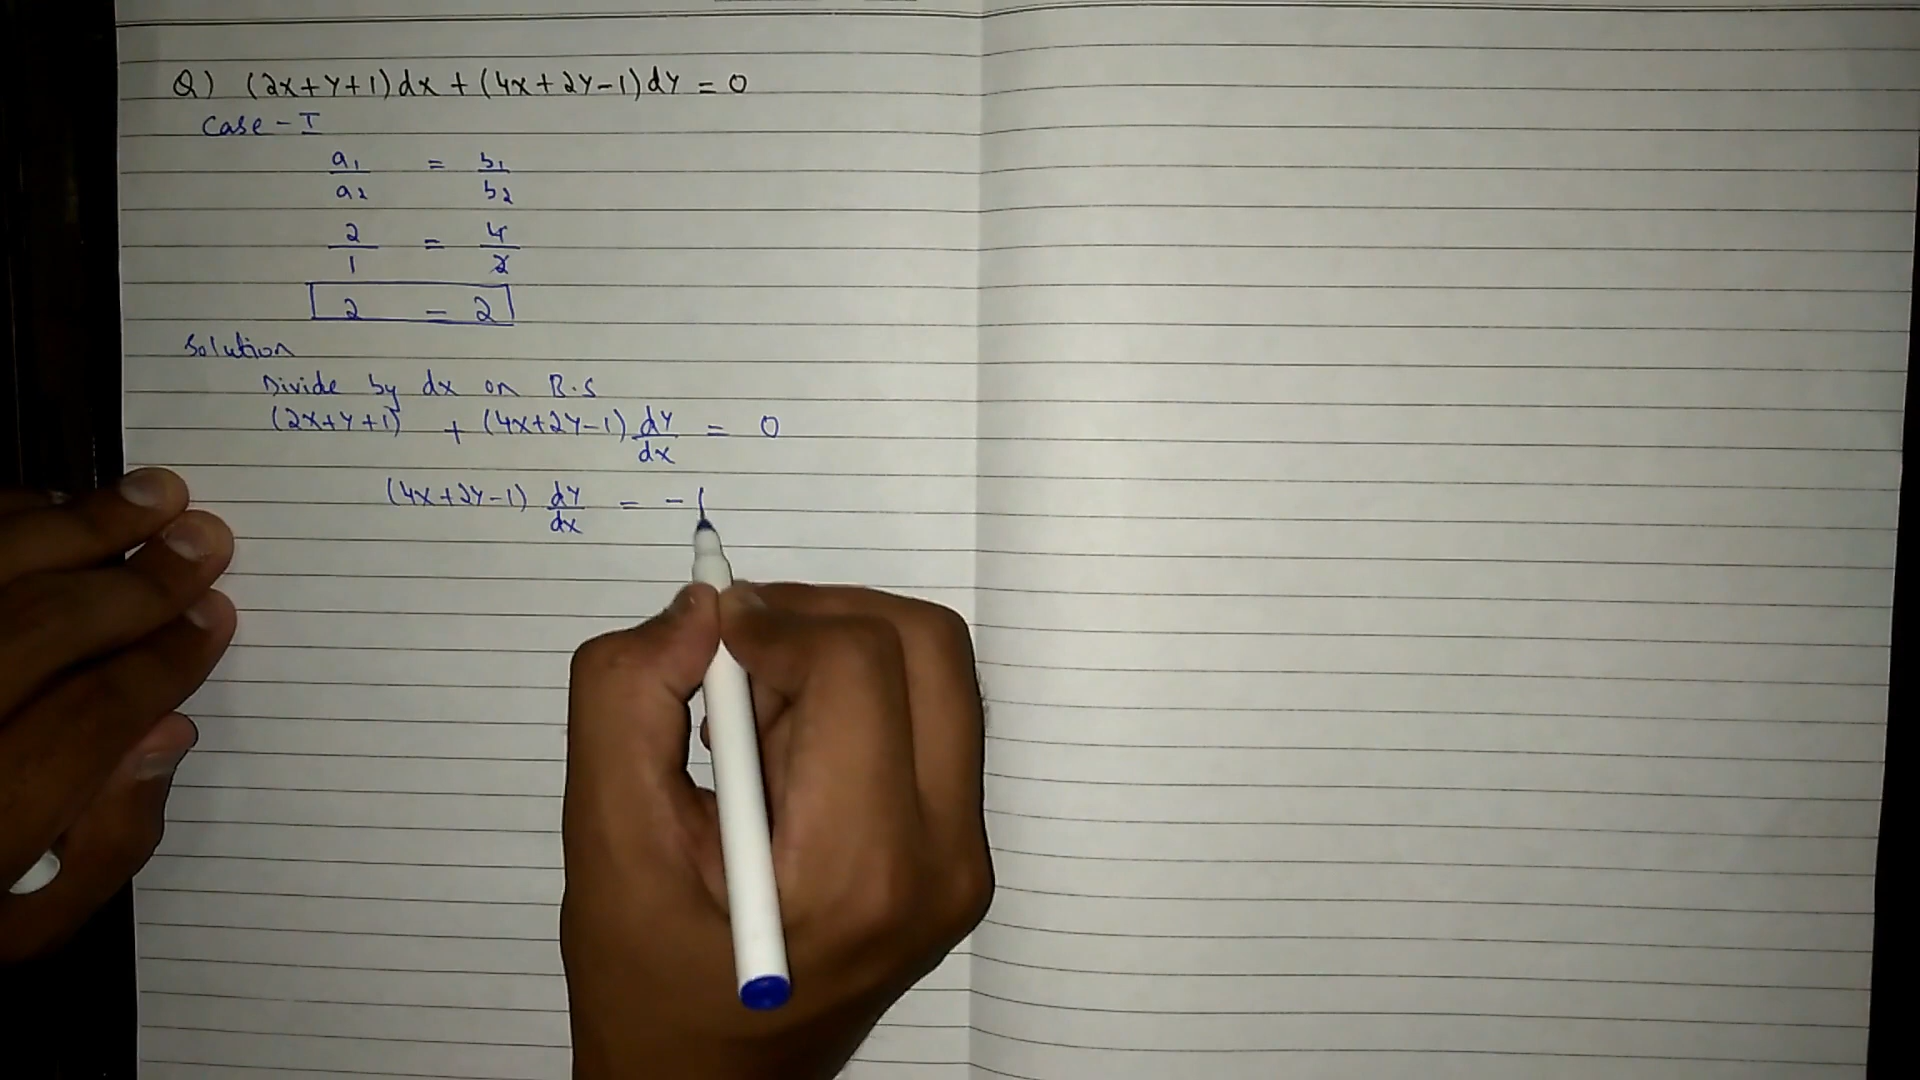 Q) (2x+y+1)dx+(4x+2y-1)dy = 0
Case - I
a1/a2 = b1/b2
2/1 = 4/2
2 = 2
Solution
Divide by dx on B.S
(2x+y+1) + (4x+2y-1) dy/dx = 0
(4x+2y-1) dy/dx = - (